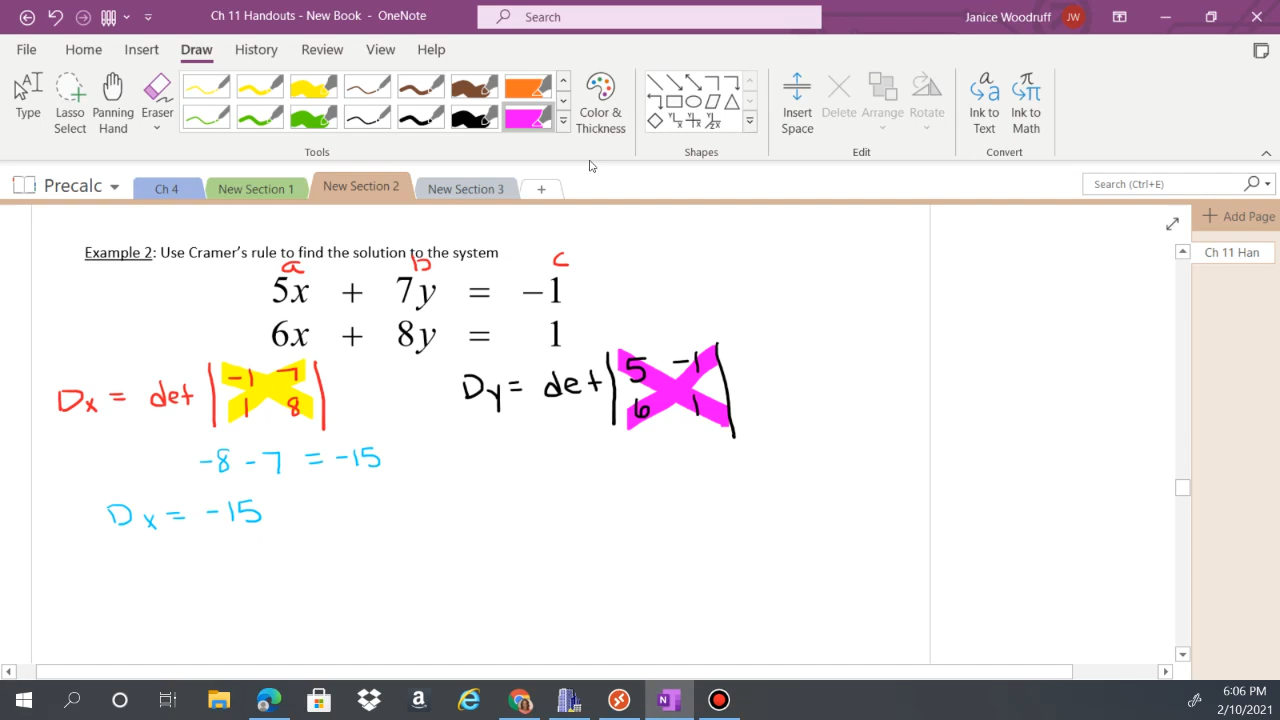 Ch 11 Handouts - New Book - OneNote
Search
Janice Woodruff JW
File Home Insert Draw History Review View Help
Type
Lasso Select
Panning Hand
Eraser
Color & Thickness
Insert Space
Delete
Arrange
Rotate
Ink to Text
Ink to Math
Tools
Shapes
Edit
Convert
Precalc
Ch 4
New Section 1
New Section 2
New Section 3
+
Search (Ctrl+E)
Add Page
Ch 11 Han
Example 2: Use Cramer's rule to find the solution to the system
a b c
5x + 7y = −1
6x + 8y = 1
Dx = det | -1 7 |
| 1 8 |
Dy = det | 5 -1 |
| 6 1 |
-8 - 7 = -15
Dx = -15
6:06 PM
2/10/2021